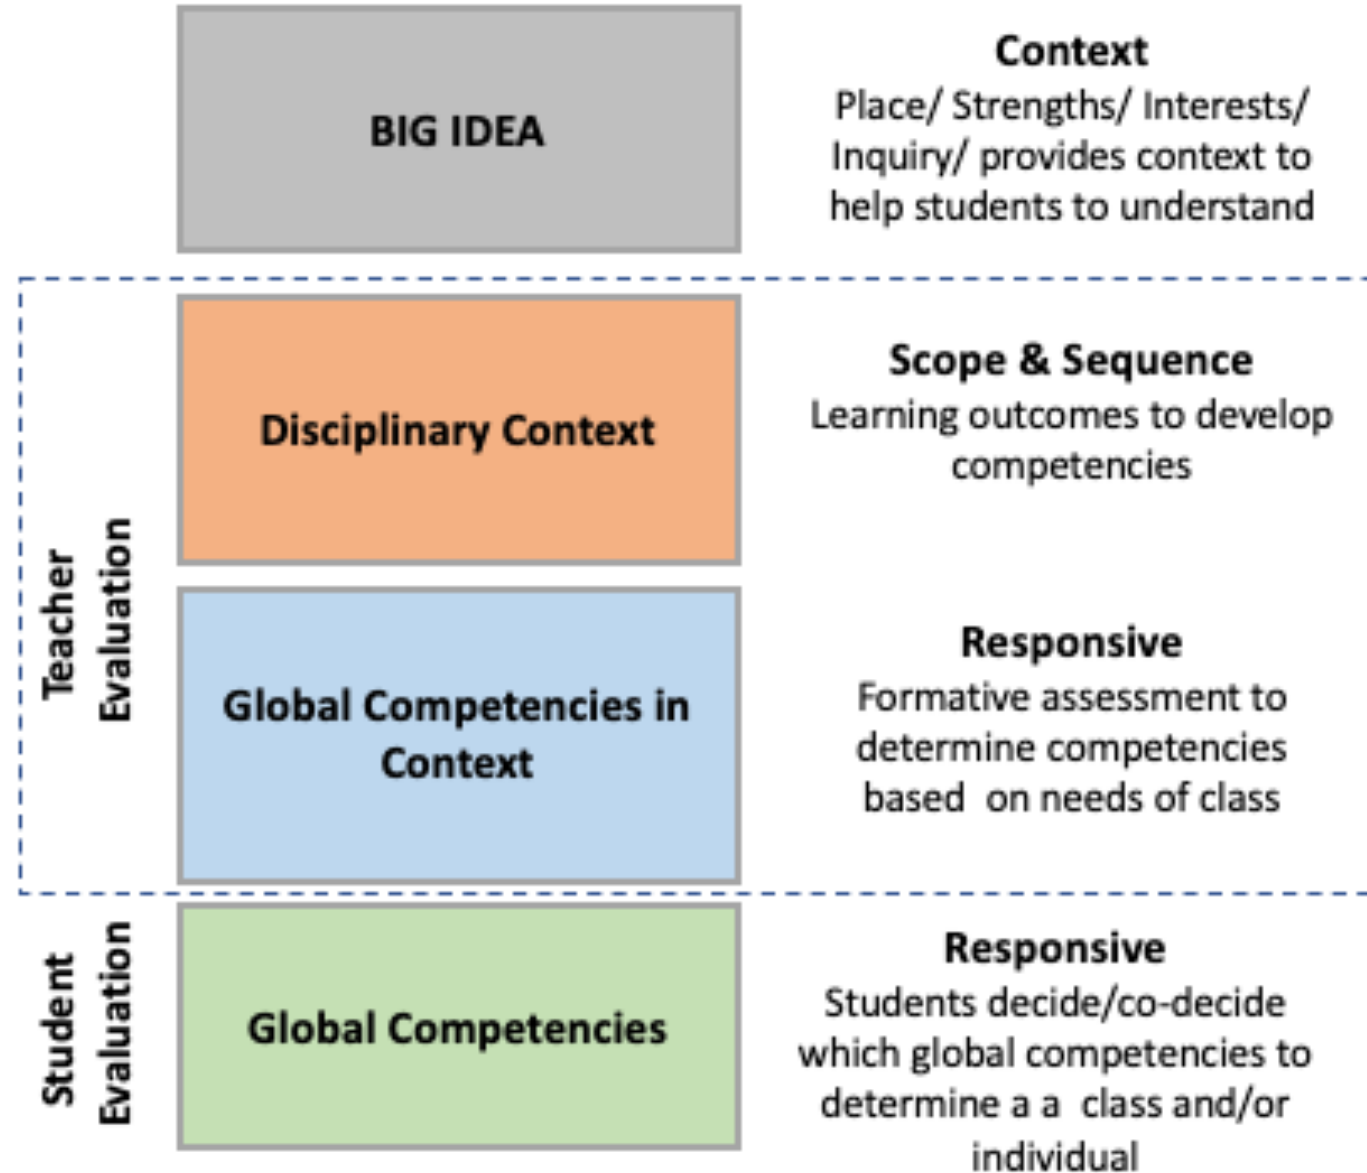 BIG IDEA
Context
Place/ Strengths/ Interests/
Inquiry/ provides context to
help students to understand
Teacher
Evaluation
Disciplinary Context
Scope & Sequence
Learning outcomes to develop
competencies
Global Competencies in
Context
Responsive
Formative assessment to
determine competencies
based  on needs of class
Student
Evaluation
Global Competencies
Responsive
Students decide/co-decide
which global competencies to
determine a a  class and/or
individual